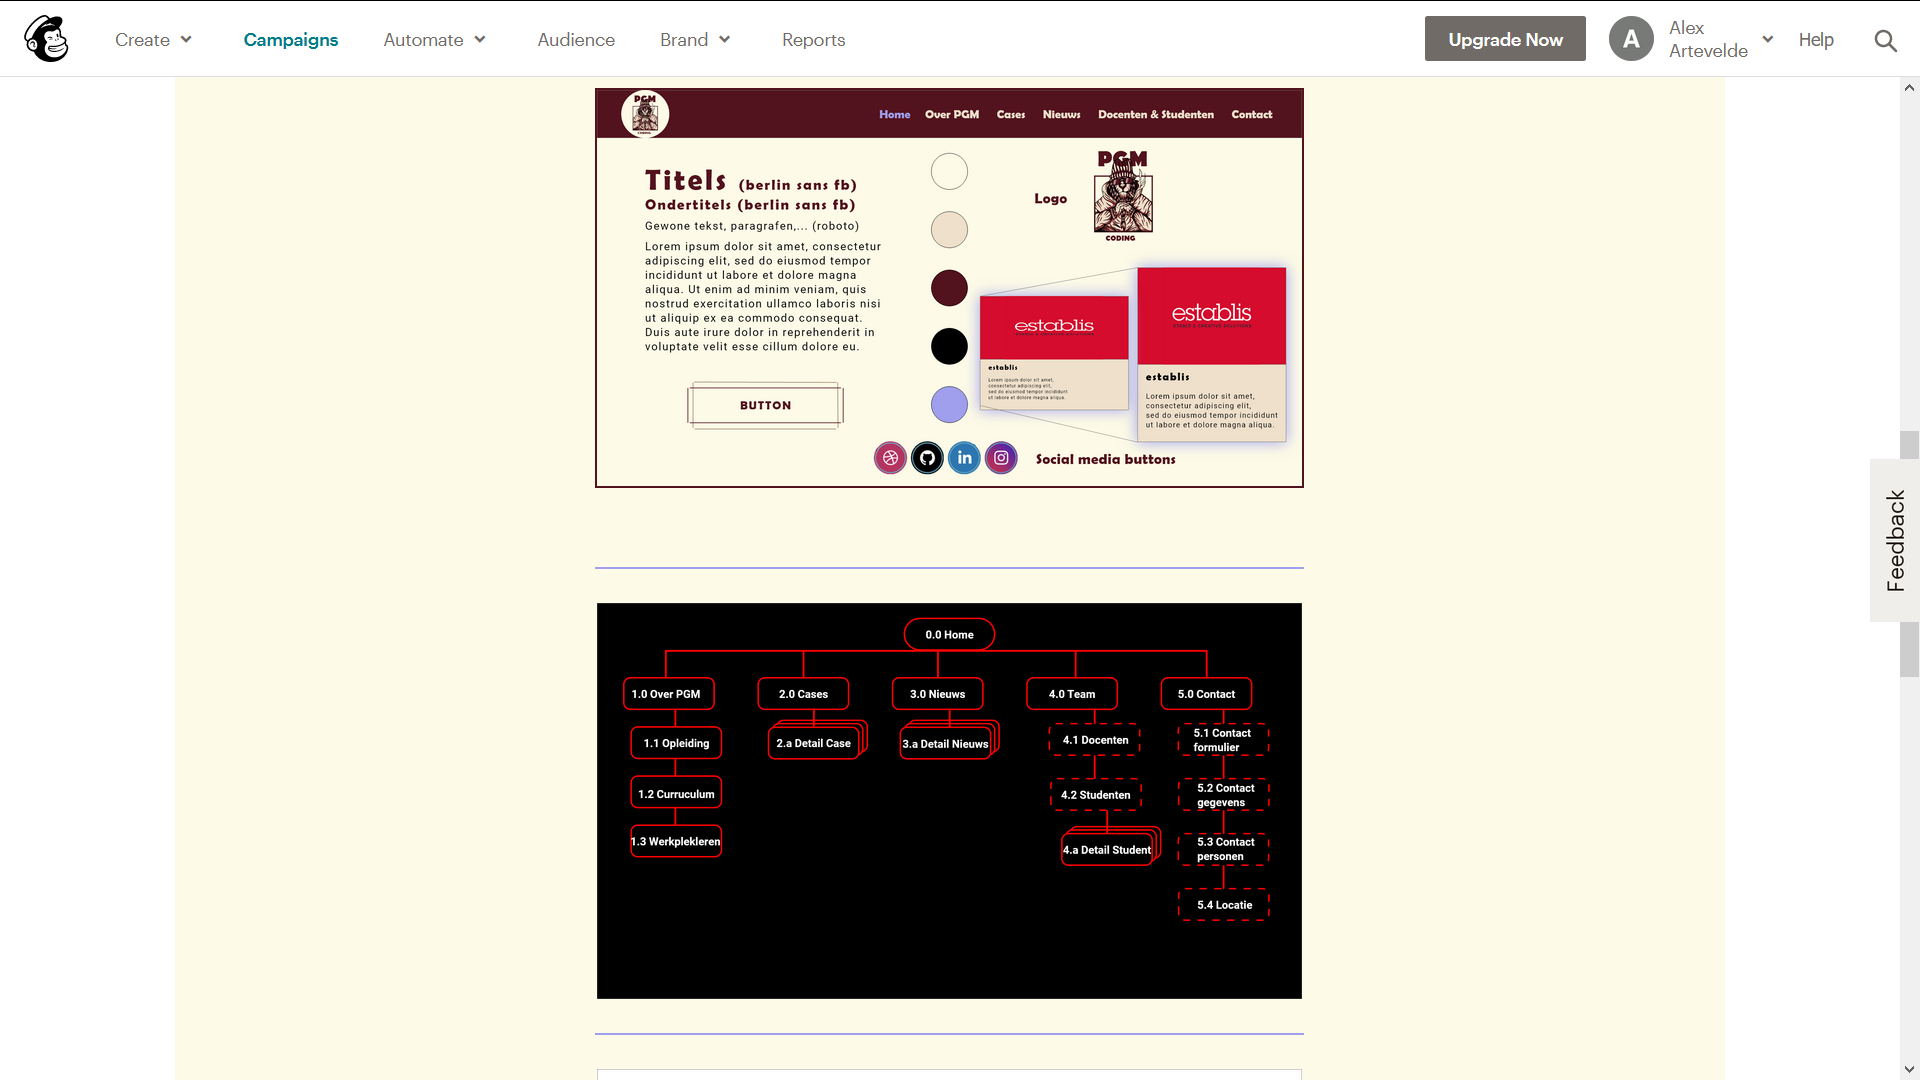 Create
Campaigns
Automate
Audience
Brand
Reports
Upgrade Now
A
Alex
Artevelde
Help
PGM
CODING
Home
Over PGM
Cases
Nieuws
Docenten & Studenten
Contact
Titels (berlin sans fb)
Ondertitels (berlin sans fb)
Gewone tekst, paragrafen,... (roboto)
Lorem ipsum dolor sit amet, consectetur
adipiscing elit, sed do eiusmod tempor
incididunt ut labore et dolore magna
aliqua. Ut enim ad minim veniam, quis
nostrud exercitation ullamco laboris nisi
ut aliquip ex ea commodo consequat.
Duis aute irure dolor in reprehenderit in
voluptate velit esse cillum dolore eu.
BUTTON
Logo
PGM
CODING
establis
establis
Lorem ipsum dolor sit amet,
consectetur adipiscing elit,
sed do eiusmod tempor incididunt
ut labore et dolore magna aliqua.
establis
establis
Lorem ipsum dolor sit amet,
consectetur adipiscing elit,
sed do eiusmod tempor incididunt
ut labore et dolore magna aliqua.
in
Social media buttons
Feedback
0.0 Home
1.0 Over PGM
2.0 Cases
3.0 Nieuws
4.0 Team
5.0 Contact
1.1 Opleiding
1.2 Curruculum
1.3 Werkplekleren
2.a Detail Case
3.a Detail Nieuws
4.1 Docenten
4.2 Studenten
4.a Detail Student
5.1 Contact
formulier
5.2 Contact
gegevens
5.3 Contact
personen
5.4 Locatie